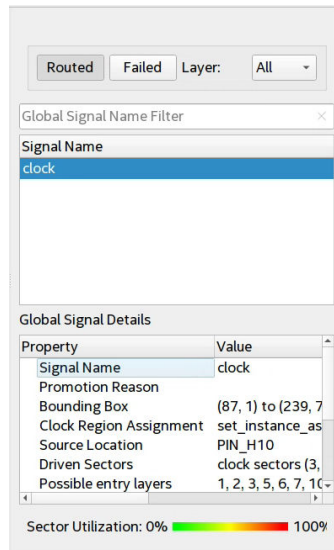 Routed Failed Layer: All
Global Signal Name Filter
Signal Name
clock
Global Signal Details
Property Value
Signal Name clock
Promotion Reason
Bounding Box (87, 1) to (239, 7
Clock Region Assignment set_instance_as
Source Location PIN_H10
Driven Sectors clock sectors (3,
Possible entry layers 1, 2, 3, 5, 6, 7, 10
Sector Utilization: 0% 100%